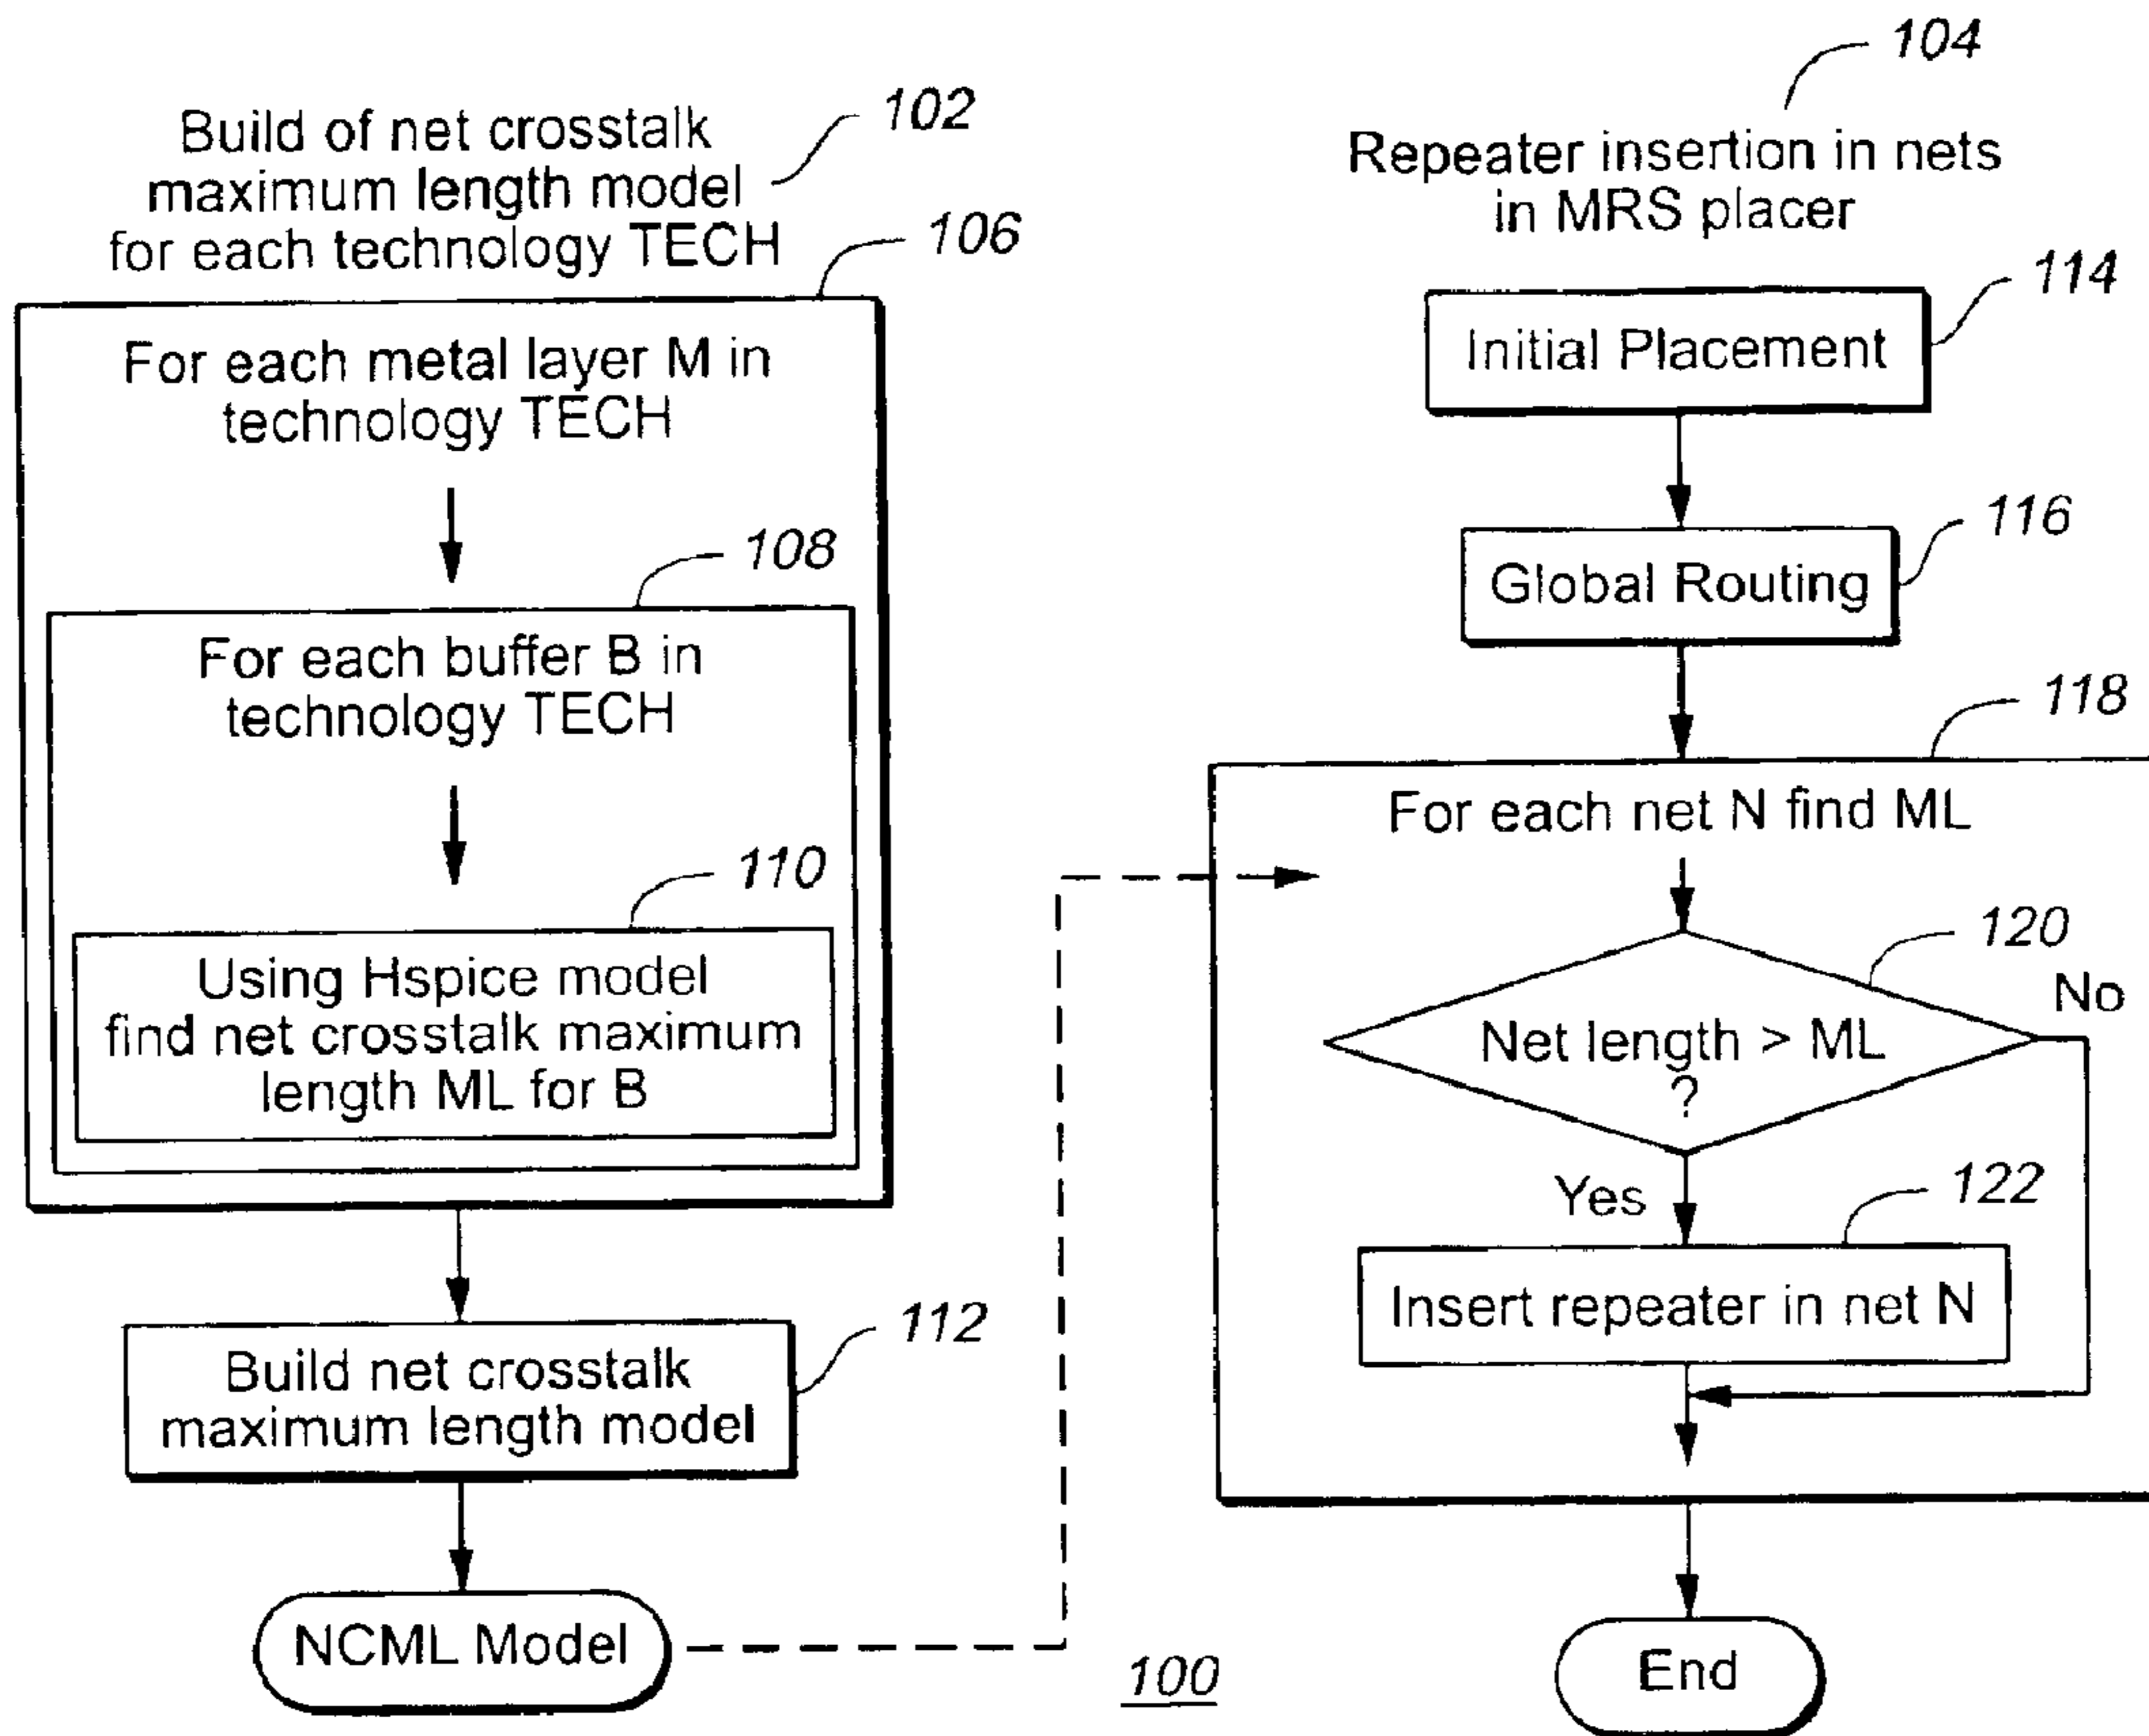 Build of net crosstalk
maximum length model
for each technology TECH
102
106
For each metal layer M in
technology TECH
108
For each buffer B in
technology TECH
110
Using Hspice model
find net crosstalk maximum
length ML for B
112
Build net crosstalk
maximum length model
NCML Model
104
Repeater insertion in nets
in MRS placer
114
Initial Placement
116
Global Routing
118
For each net N find ML
120
No
Net length > ML
?
Yes
122
Insert repeater in net N
End
100